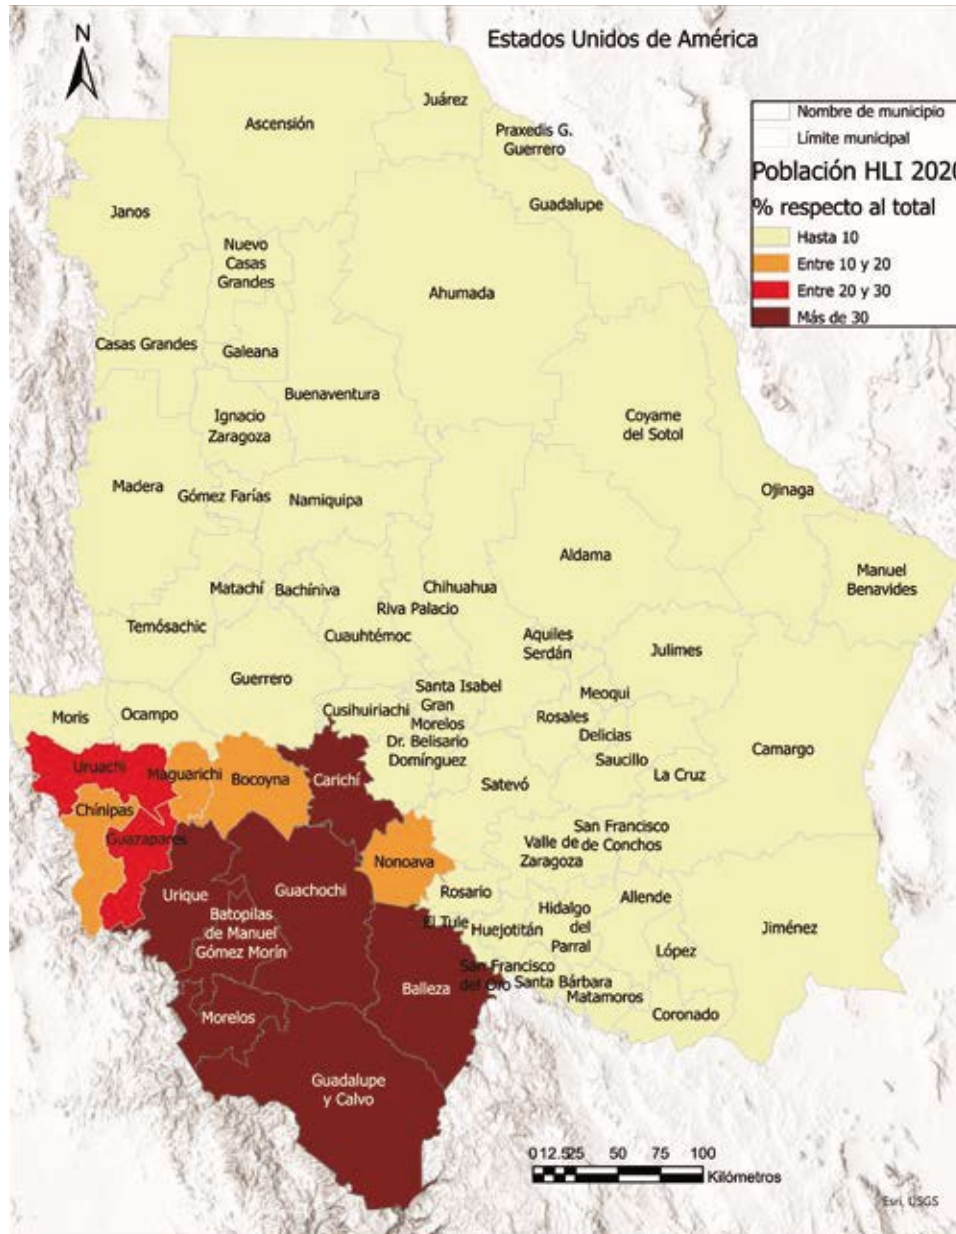 N
Estados Unidos de América
Nombre de municipio
Límite municipal
Población HLI 2020
% respecto al total
Hasta 10
Entre 10 y 20
Entre 20 y 30
Más de 30
Juárez
Ascensión
Praxedis G.
Guerrero
Janos
Guadalupe
Nuevo
Casas
Grandes
Ahumada
Casas Grandes
Galeana
Buenaventura
Ignacio
Zaragoza
Coyame
del Sotol
Madera
Gómez Farías
Namiquipa
Ojinaga
Aldama
Manuel
Benavides
Matachí
Bachíniva
Chihuahua
Riva Palacio
Temósachic
Cuauhtémoc
Aquiles
Serdán
Julimes
Guerrero
Santa Isabel
Meoqui
Moris
Ocampo
Cusihuiriachi
Gran
Morelos
Rosales
Delicias
Dr. Belisario
Domínguez
Camargo
Uruachi
Maguarichi
Bocoyna
Carichí
Saucillo
La Cruz
Satevó
Chínipas
Guazapares
San Francisco
de Conchos
Valle de
Zaragoza
Nonoava
Urique
Guachochi
Rosario
Allende
Batopilas
de Manuel
Gómez Morín
El Tule
Huejotitán
Hidalgo
del
Parral
Jiménez
López
San Francisco
del Oro
Santa Bárbara
Balleza
Matamoros
Morelos
Coronado
Guadalupe
y Calvo
0 12.5 25 50 75 100
Kilómetros
Esri, USGS